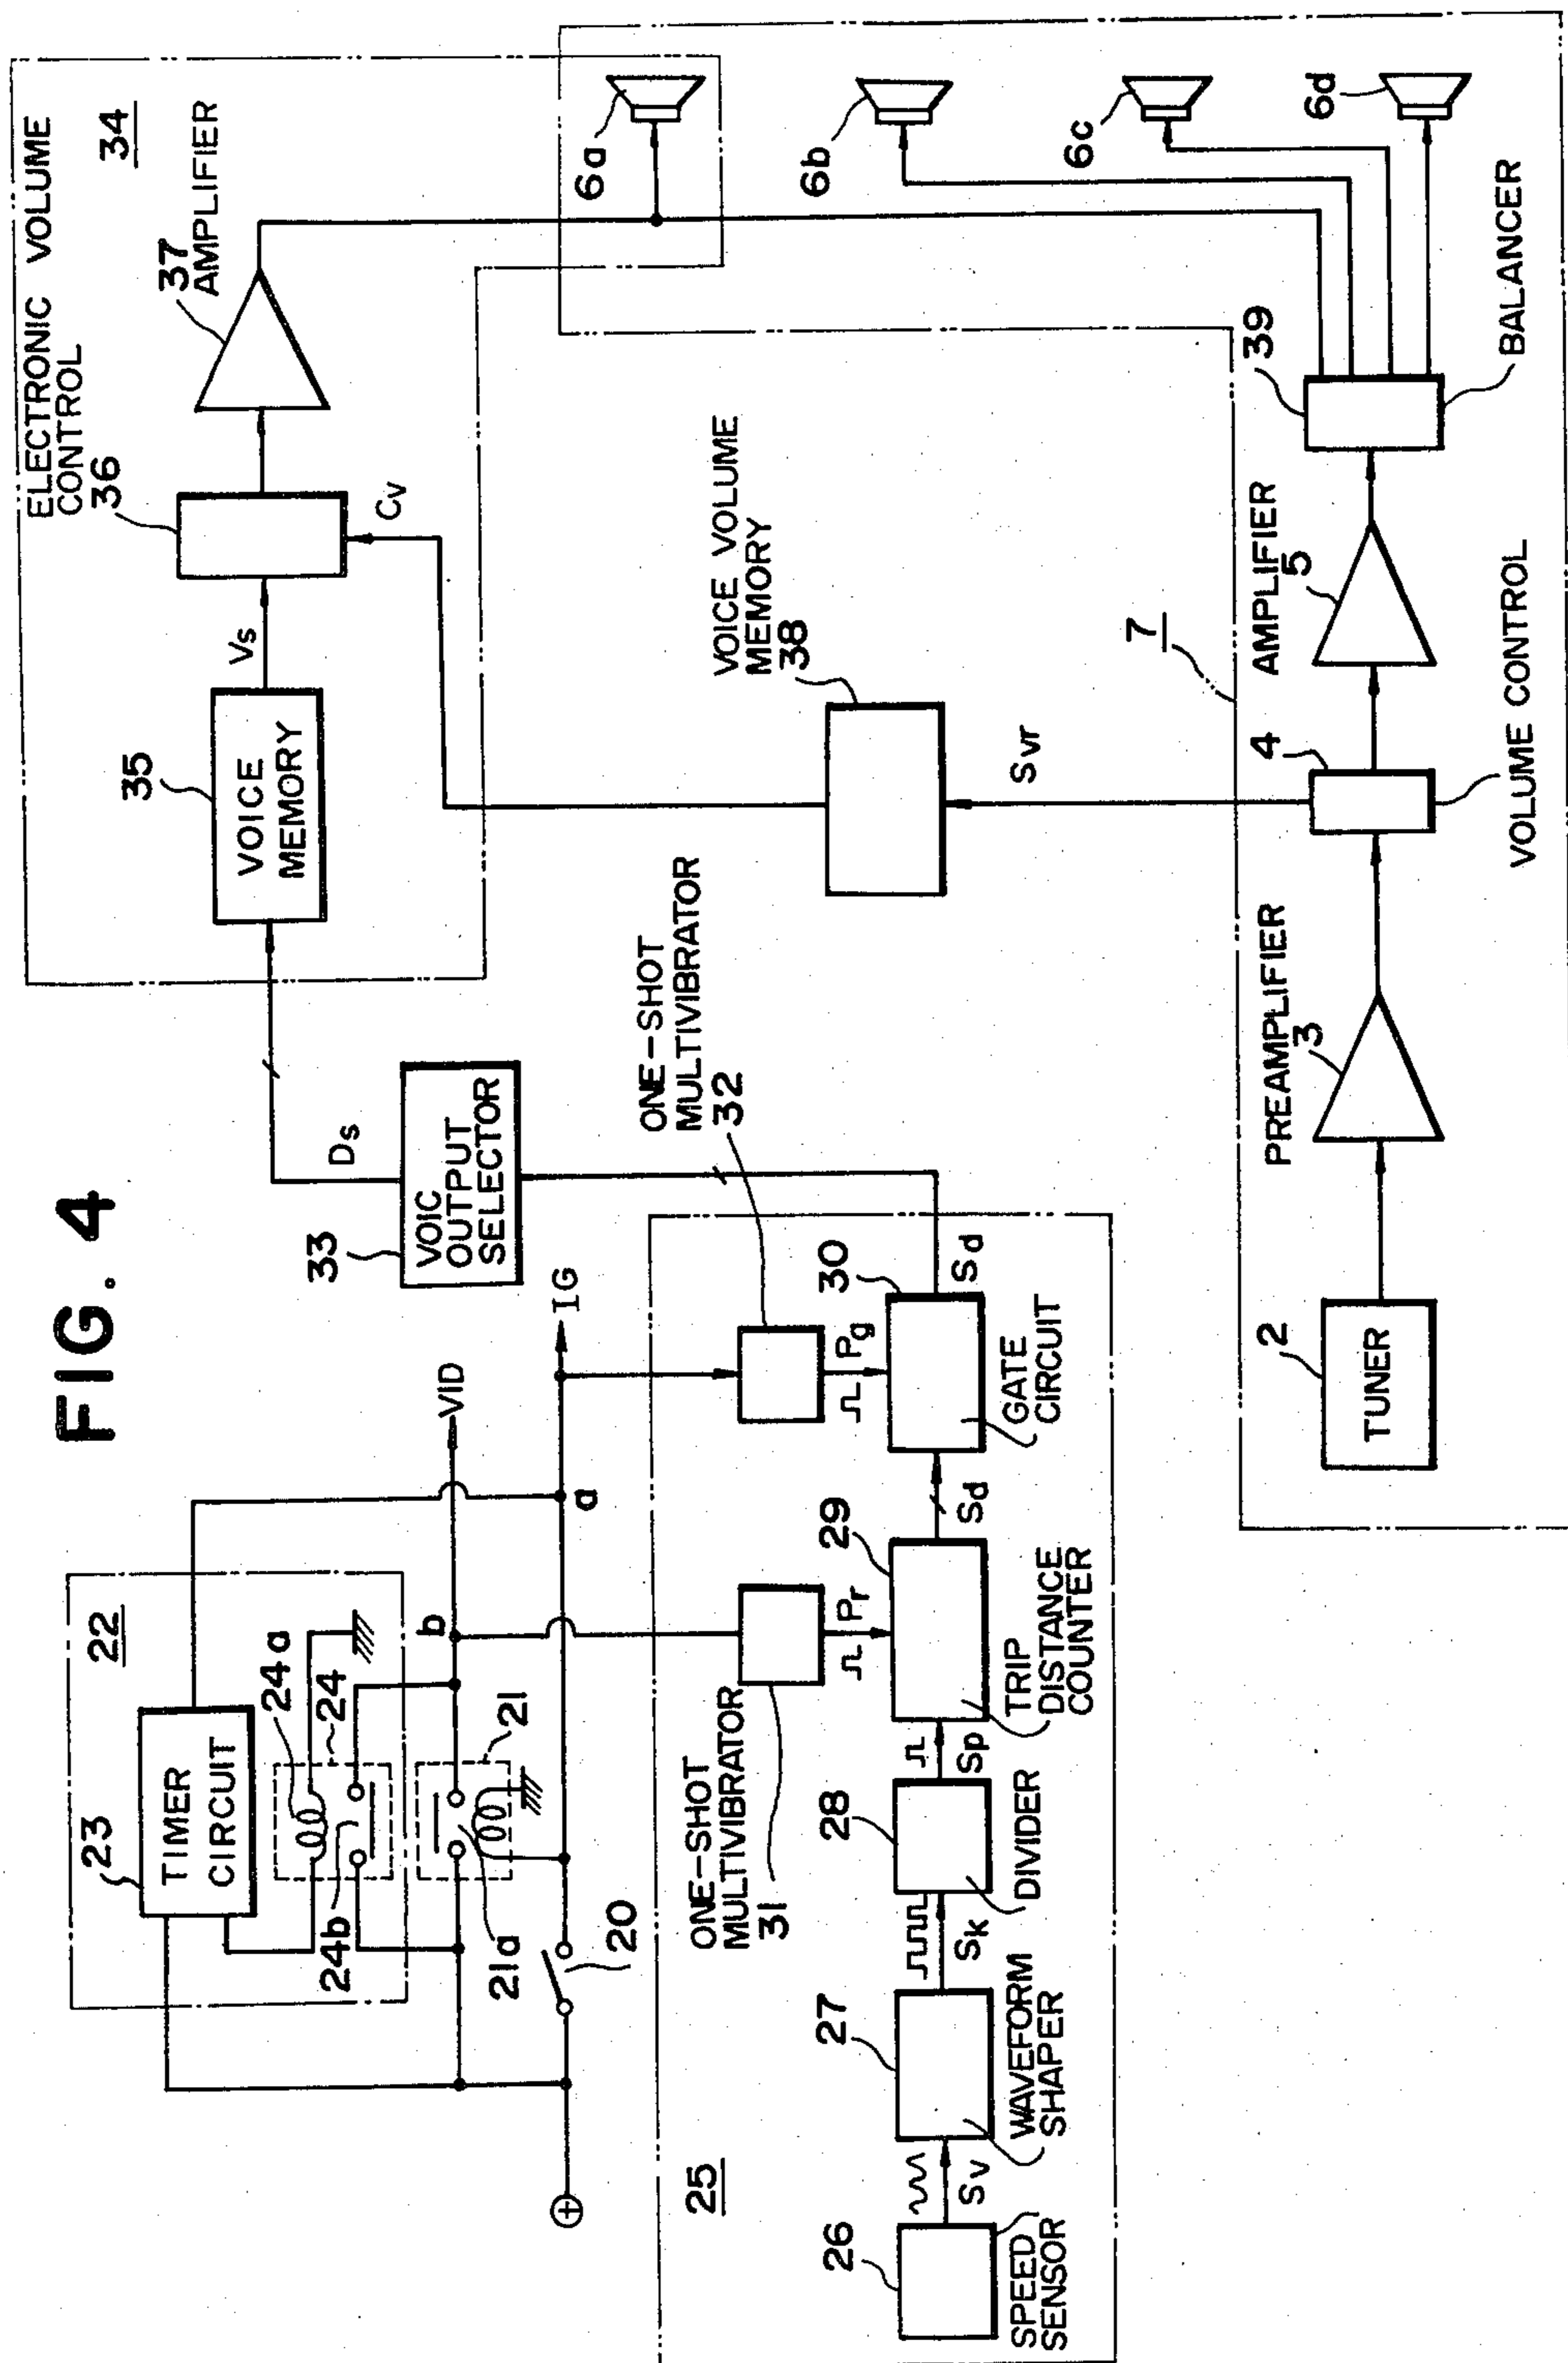 FIG. 4
23
TIMER
CIRCUIT
22
24a
24
24b
21
21a
20
b
a
VID
IG
33
VOIC
OUTPUT
SELECTOR
Ds
35
VOICE
MEMORY
Vs
ELECTRONIC VOLUME
CONTROL
36
Cv
37
AMPLIFIER
34
6a
6b
6c
6d
25
26
SPEED
SENSOR
Sv
27
WAVEFORM
SHAPER
Sk
28
DIVIDER
Sp
ONE-SHOT
MULTIVIBRATOR
31
Pr
29
TRIP
DISTANCE
COUNTER
Sd
ONE-SHOT
MULTIVIBRATOR
32
Pg
30
GATE
CIRCUIT
Sd
VOICE VOLUME
MEMORY
38
Svr
7
2
TUNER
PREAMPLIFIER
3
4
VOLUME CONTROL
AMPLIFIER
5
39
BALANCER